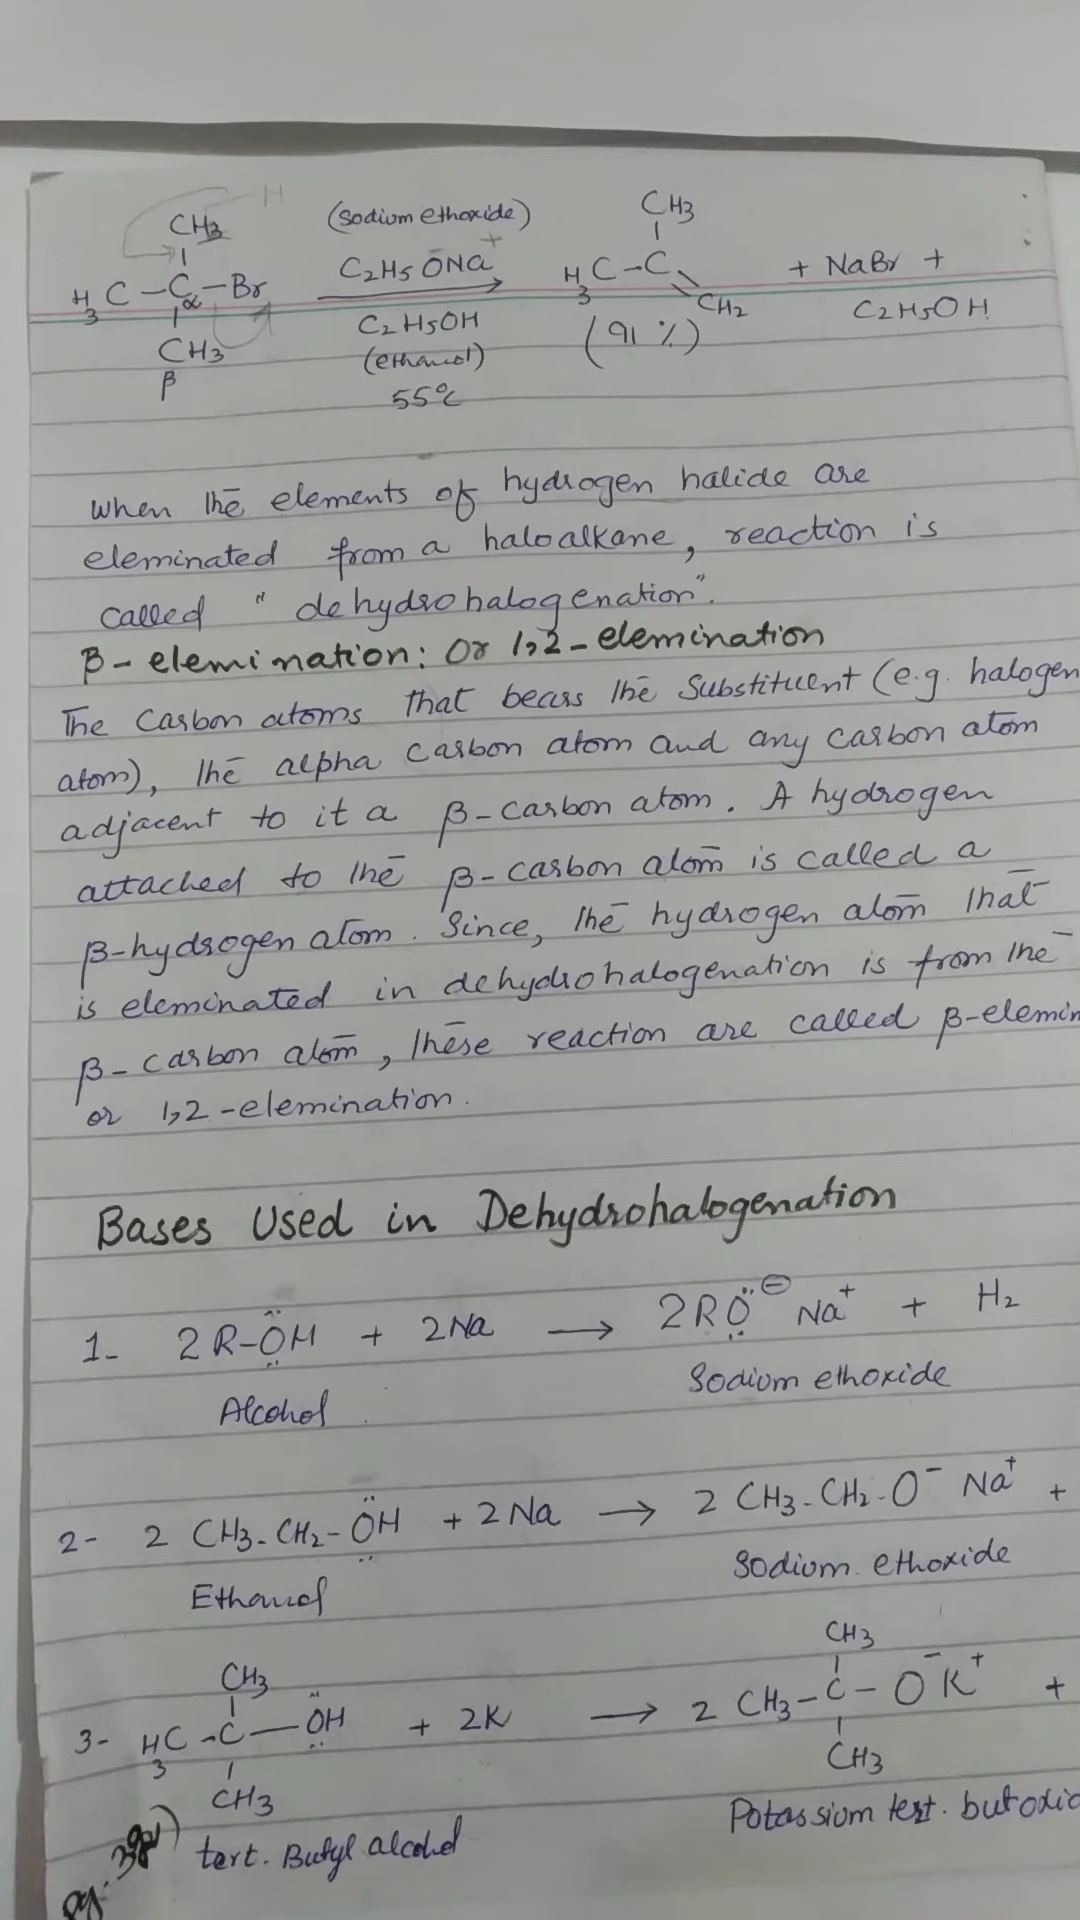 H
CH3 (Sodium ethoxide) CH3
H3C-C-Br C2H5ŌNa+ H3C-C + NaBr +
α CH2
C2H5OH (91 %) C2H5OH
CH3 (ethanol)
β 55°C
When the elements of hydrogen halide are
eleminated from a haloalkane, reaction is
called "dehydrohalogenation".
β-elemination: Or 1,2-elemination
The Carbon atoms that bears the Substituent (e.g. halogen
atom), the alpha carbon atom and any carbon atom
adjacent to it a β-carbon atom. A hydrogen
attached to the β-carbon atom is called a
β-hydrogen atom. Since, the hydrogen atom that
is eleminated in dehydrohalogenation is from the
β-carbon atom, these reaction are called β-elemin
or 1,2-elemination.
Bases Used in Dehydrohalogenation
1- 2 R-ÖH + 2Na → 2RÖ⊖ Na+ + H2
Alcohol Sodium ethoxide
2- 2 CH3-CH2-ÖH + 2Na → 2 CH3-CH2-O- Na+ +
Ethanol Sodium ethoxide
CH3 CH3
3- H3C-C-ÖH + 2K → 2 CH3-C-O-K+ +
CH3 CH3
tert. Butyl alcohol Potassium tert. butoxid